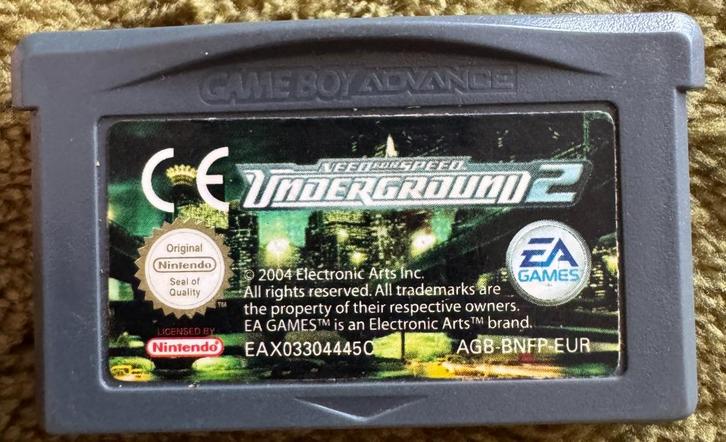 GAME BOY ADVANCE
CE
NEED FOR SPEED
UNDERGROUND 2
Original
Nintendo
Seal of
Quality
TM
EA
GAMES
© 2004 Electronic Arts Inc.
All rights reserved. All trademarks are
the property of their respective owners.
EA GAMES™ is an Electronic Arts™ brand.
LICENSED BY
Nintendo
EAX03304445C
AGB-BNFP-EUR